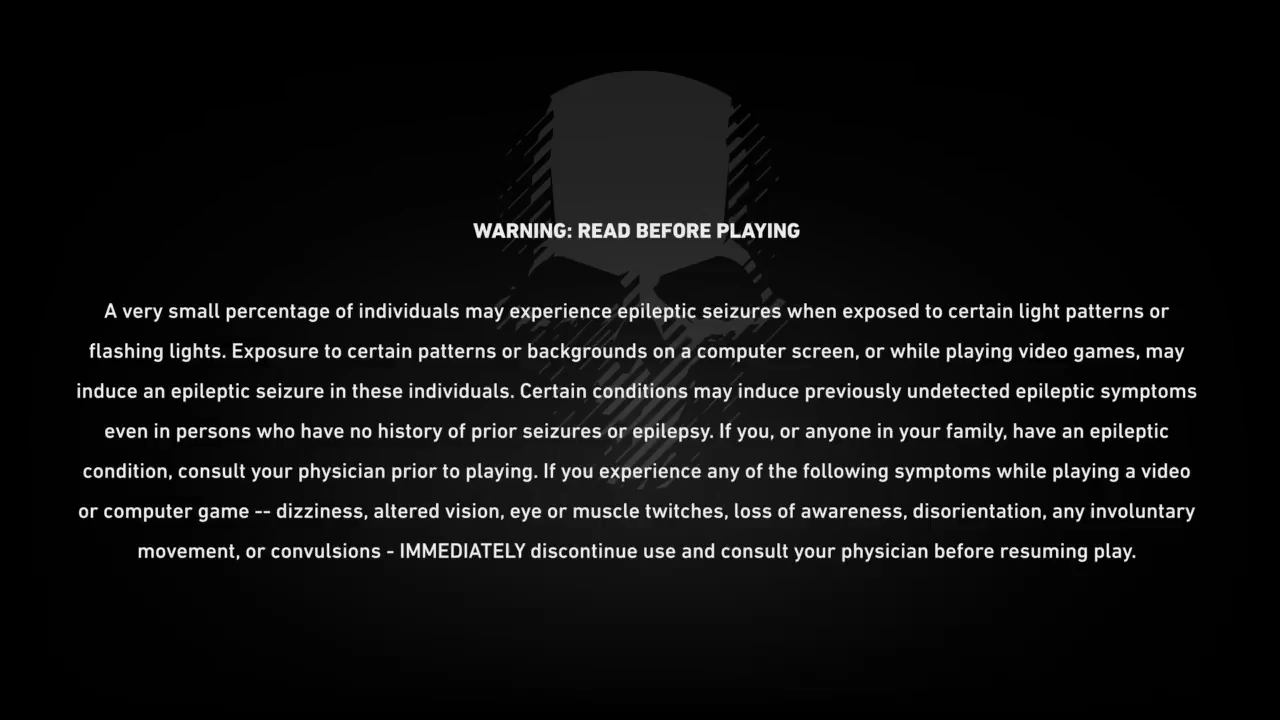 WARNING: READ BEFORE PLAYING
A very small percentage of individuals may experience epileptic seizures when exposed to certain light patterns or
flashing lights. Exposure to certain patterns or backgrounds on a computer screen, or while playing video games, may
induce an epileptic seizure in these individuals. Certain conditions may induce previously undetected epileptic symptoms
even in persons who have no history of prior seizures or epilepsy. If you, or anyone in your family, have an epileptic
condition, consult your physician prior to playing. If you experience any of the following symptoms while playing a video
or computer game -- dizziness, altered vision, eye or muscle twitches, loss of awareness, disorientation, any involuntary
movement, or convulsions - IMMEDIATELY discontinue use and consult your physician before resuming play.